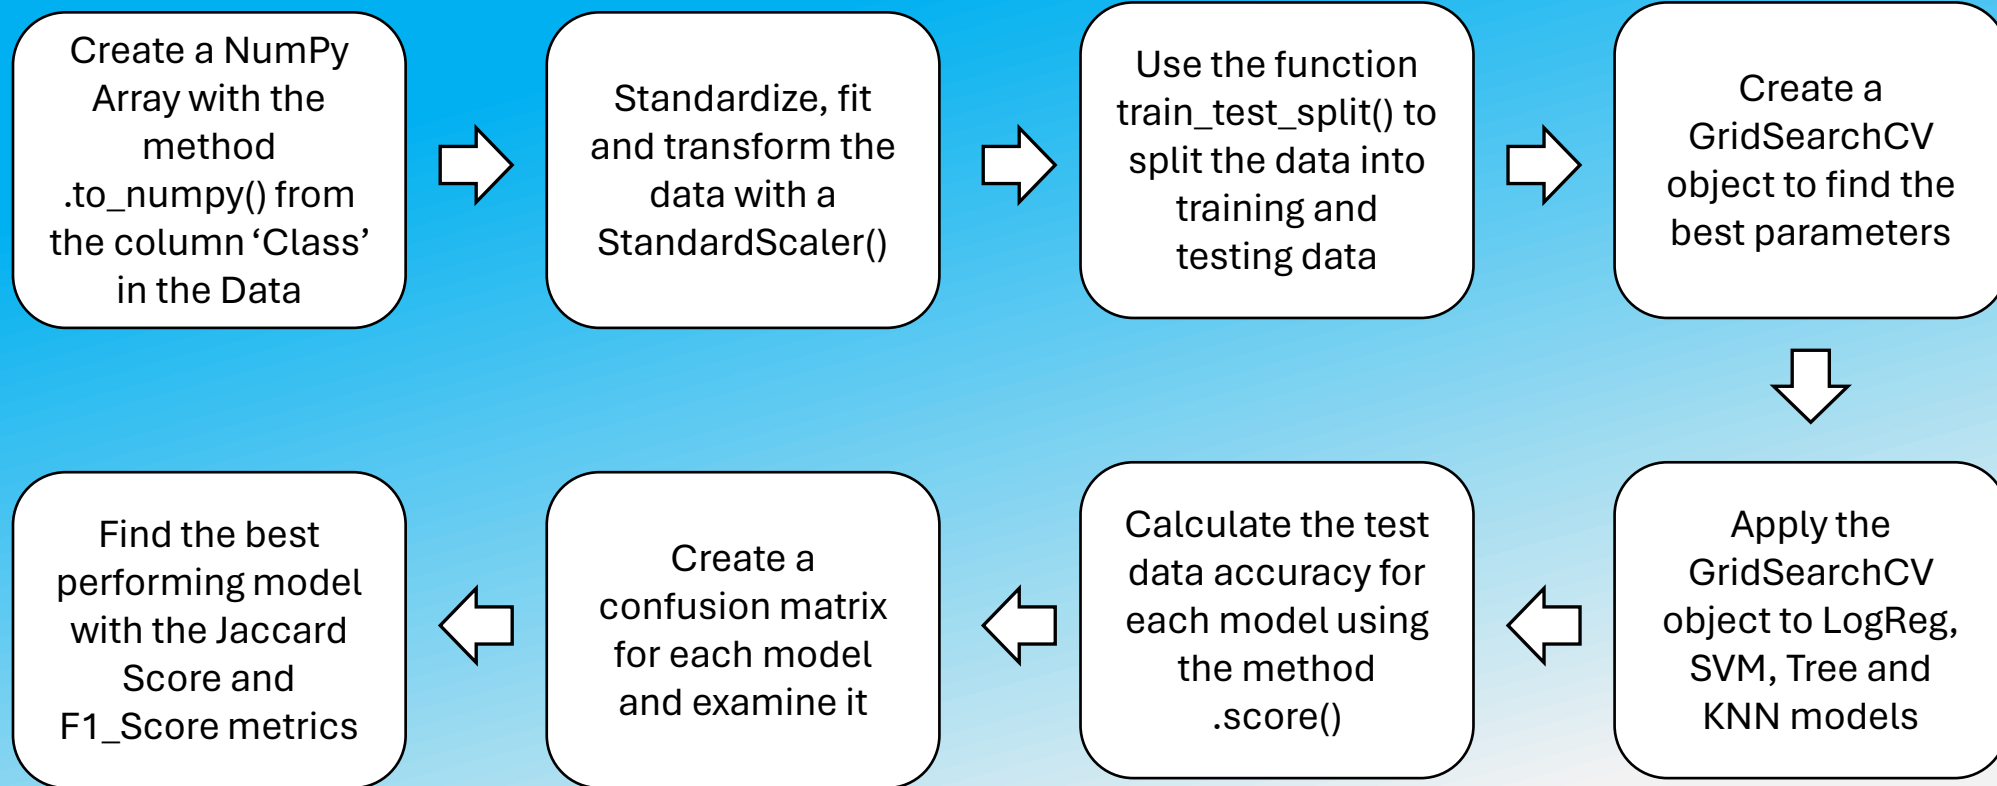 Create a NumPy
Array with the
method
.to_numpy() from
the column ‘Class’
in the Data
Standardize, fit
and transform the
data with a
StandardScaler()
Use the function
train_test_split() to
split the data into
training and
testing data
Create a
GridSearchCV
object to find the
best parameters
Apply the
GridSearchCV
object to LogReg,
SVM, Tree and
KNN models
Calculate the test
data accuracy for
each model using
the method
.score()
Create a
confusion matrix
for each model
and examine it
Find the best
performing model
with the Jaccard
Score and
F1_Score metrics